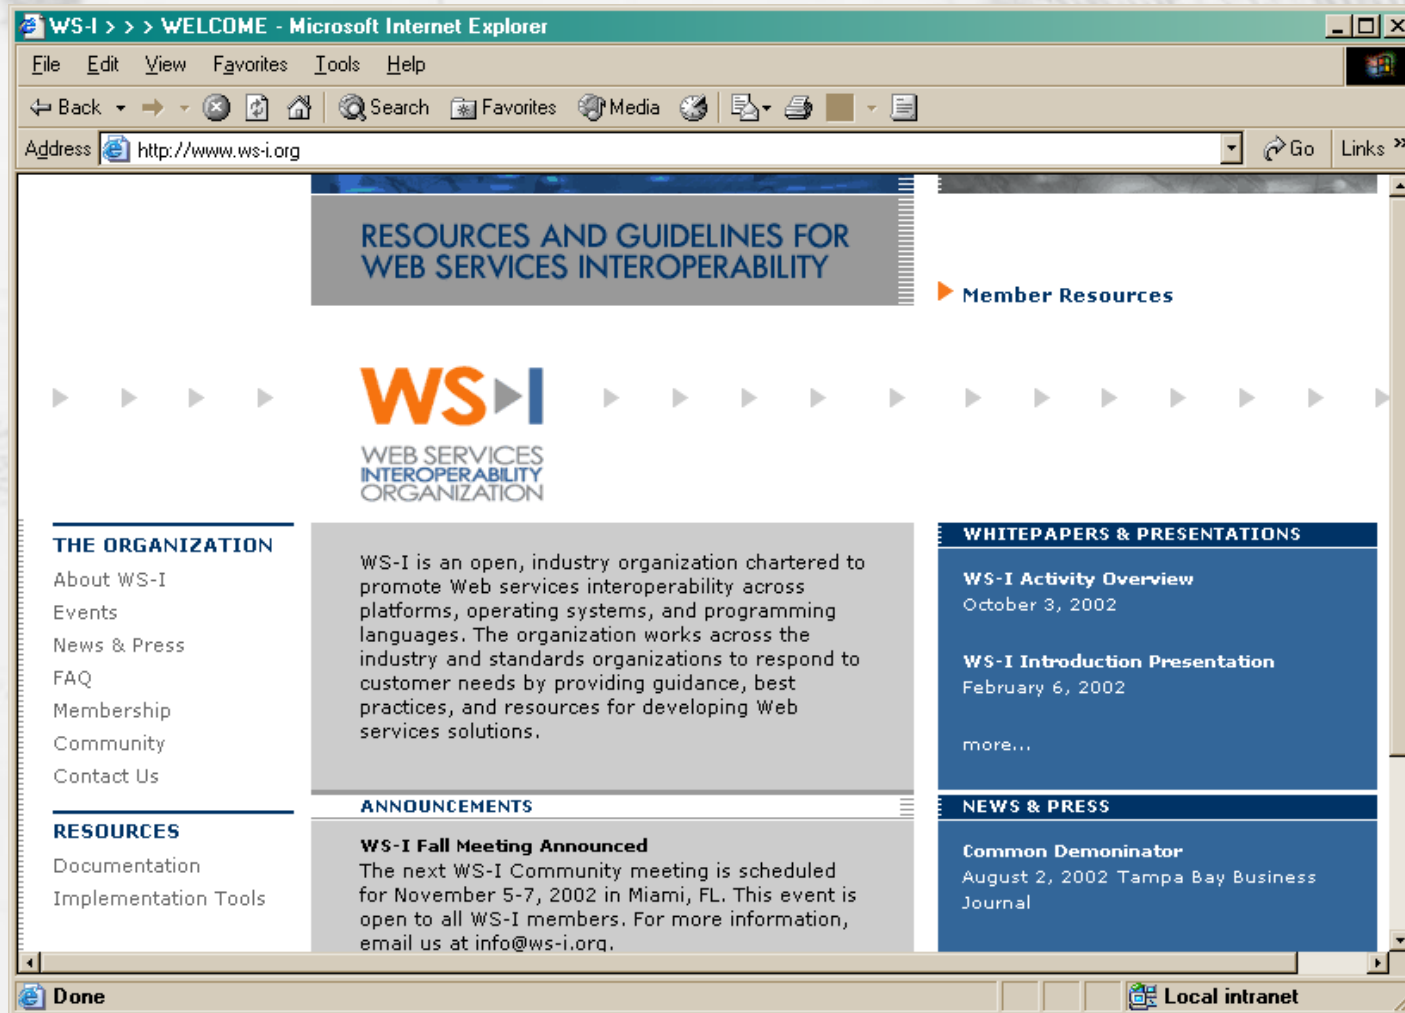 WS-I > > > WELCOME - Microsoft Internet Explorer
File Edit View Favorites Tools Help
Back Search Favorites Media
Address http://www.ws-i.org Go Links »
RESOURCES AND GUIDELINES FOR
WEB SERVICES INTEROPERABILITY
Member Resources
WS I
WEB SERVICES
INTEROPERABILITY
ORGANIZATION
THE ORGANIZATION
About WS-I
Events
News & Press
FAQ
Membership
Community
Contact Us
RESOURCES
Documentation
Implementation Tools
WS-I is an open, industry organization chartered to
promote Web services interoperability across
platforms, operating systems, and programming
languages. The organization works across the
industry and standards organizations to respond to
customer needs by providing guidance, best
practices, and resources for developing Web
services solutions.
ANNOUNCEMENTS
WS-I Fall Meeting Announced
The next WS-I Community meeting is scheduled
for November 5-7, 2002 in Miami, FL. This event is
open to all WS-I members. For more information,
email us at info@ws-i.org.
WHITEPAPERS & PRESENTATIONS
WS-I Activity Overview
October 3, 2002
WS-I Introduction Presentation
February 6, 2002
more...
NEWS & PRESS
Common Demoninator
August 2, 2002 Tampa Bay Business
Journal
Done
Local intranet